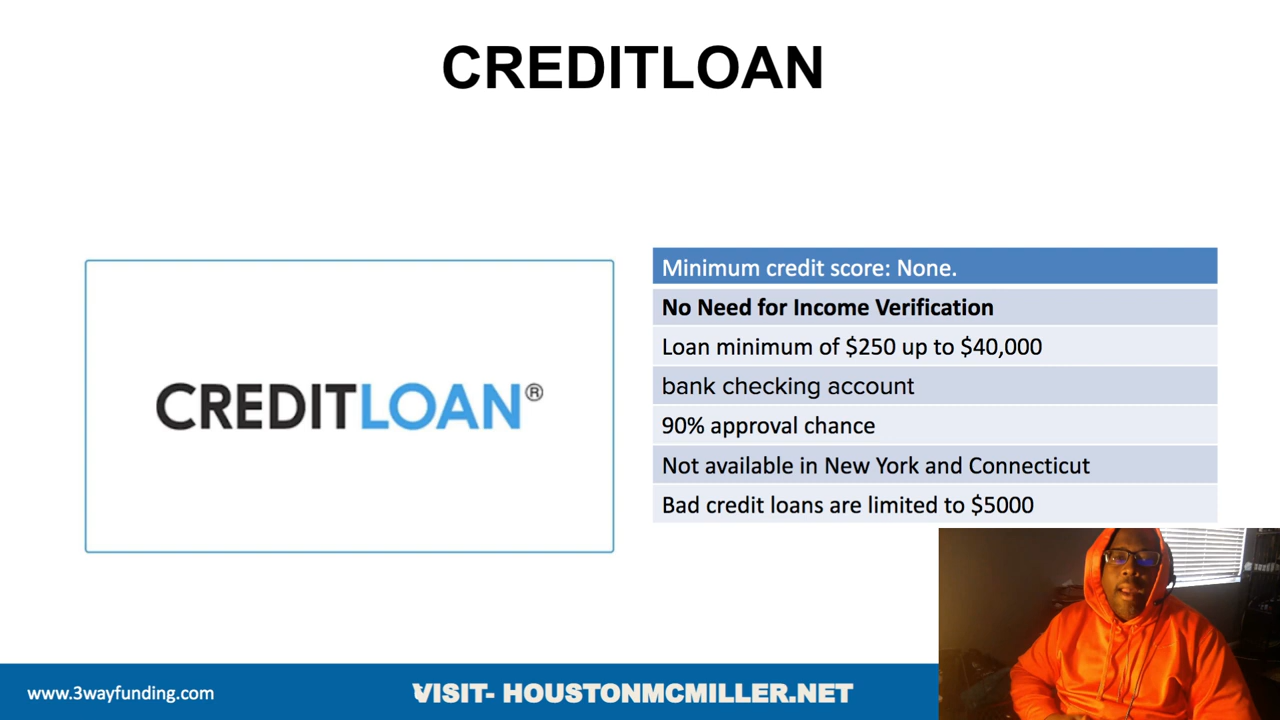 CREDITLOAN
CREDITLOAN®
Minimum credit score: None.
No Need for Income Verification
Loan minimum of $250 up to $40,000
bank checking account
90% approval chance
Not available in New York and Connecticut
Bad credit loans are limited to $5000
www.3wayfunding.com
VISIT- HOUSTONMCMILLER.NET